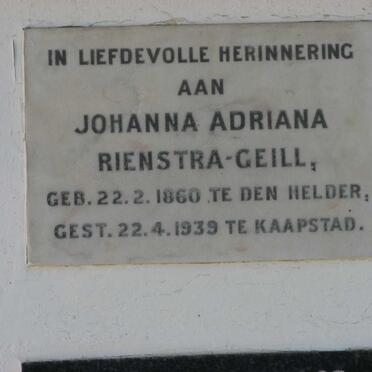 IN LIEFDEVOLLE HERINNERING
AAN
JOHANNA ADRIANA
RIENSTRA-GEILL,
GEB. 22.2.1860 TE DEN HELDER,
GEST. 22.4.1939 TE KAAPSTAD.